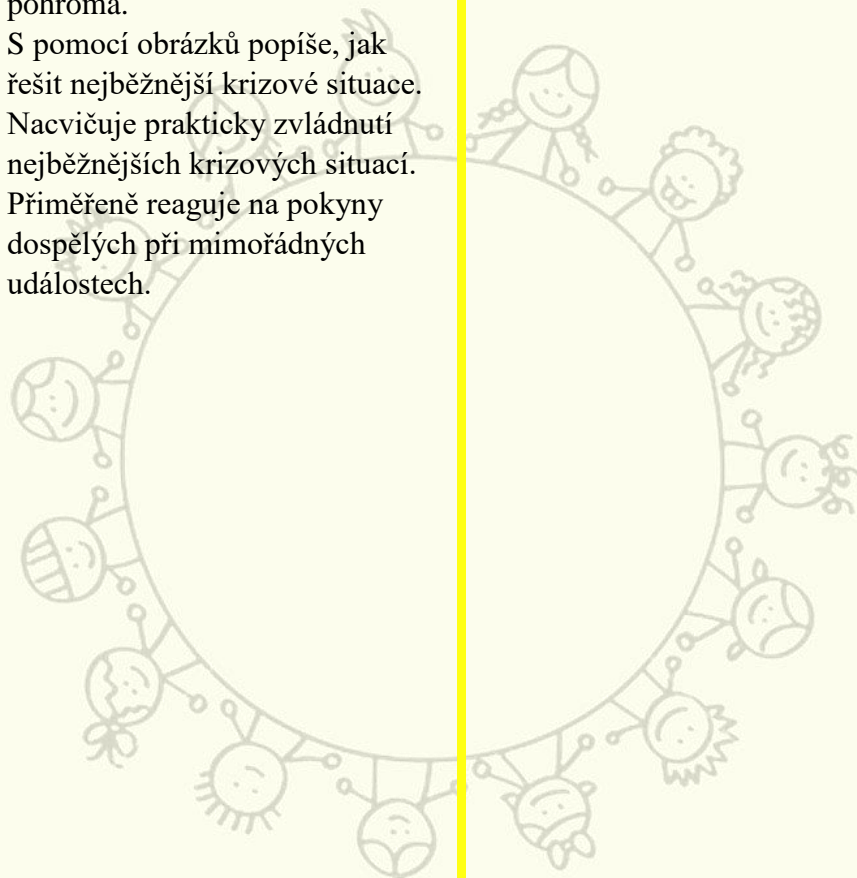 pohroma.
S pomocí obrázků popíše, jak
řešit nejběžnější krizové situace.
Nacvičuje prakticky zvládnutí
nejběžnějších krizových situací.
Přiměřeně reaguje na pokyny
dospělých při mimořádných
událostech.